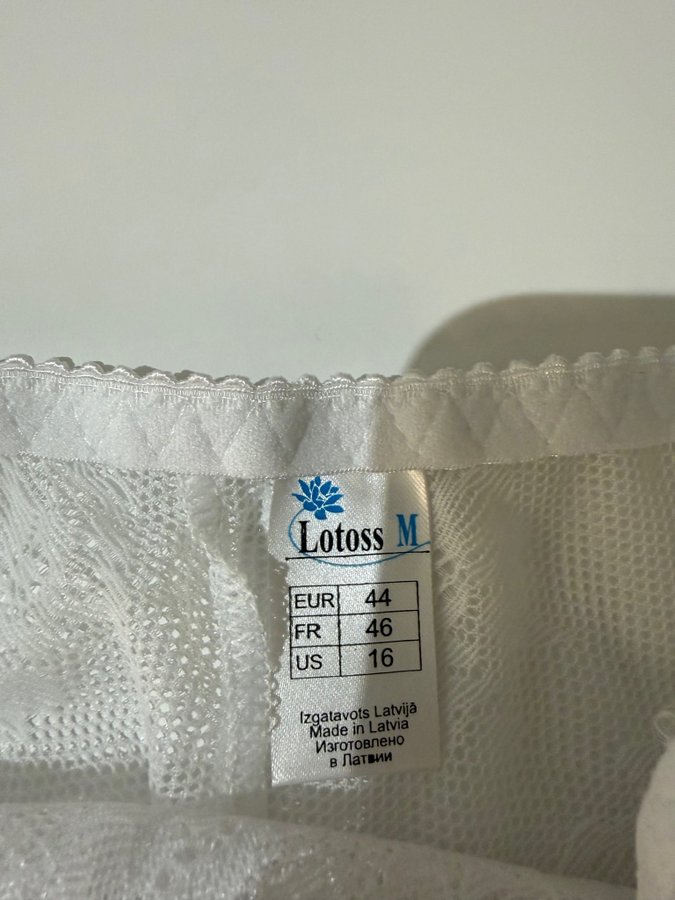 Lotoss M
EUR 44
FR 46
US 16
Izgatavots Latvijā
Made in Latvia
Изготовлено
в Латвии